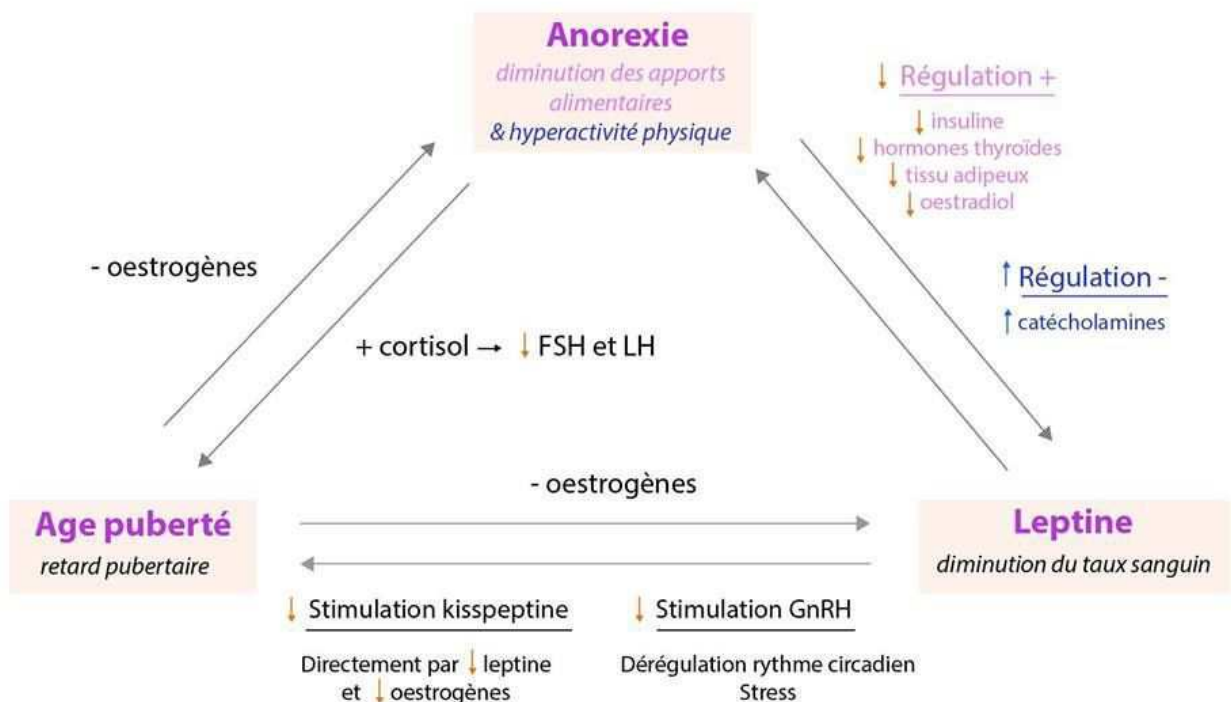 Anorexie
diminution des apports
alimentaires
& hyperactivité physique
↓ Régulation +
↓ insuline
↓ hormones thyroïdes
↓ tissu adipeux
↓ oestradiol
- oestrogènes
↑ Régulation -
↑ catécholamines
+ cortisol → ↓ FSH et LH
- oestrogènes
Age puberté
retard pubertaire
Leptine
diminution du taux sanguin
↓ Stimulation kisspeptine
Directement par ↓ leptine
et ↓ oestrogènes
↓ Stimulation GnRH
Dérégulation rythme circadien
Stress